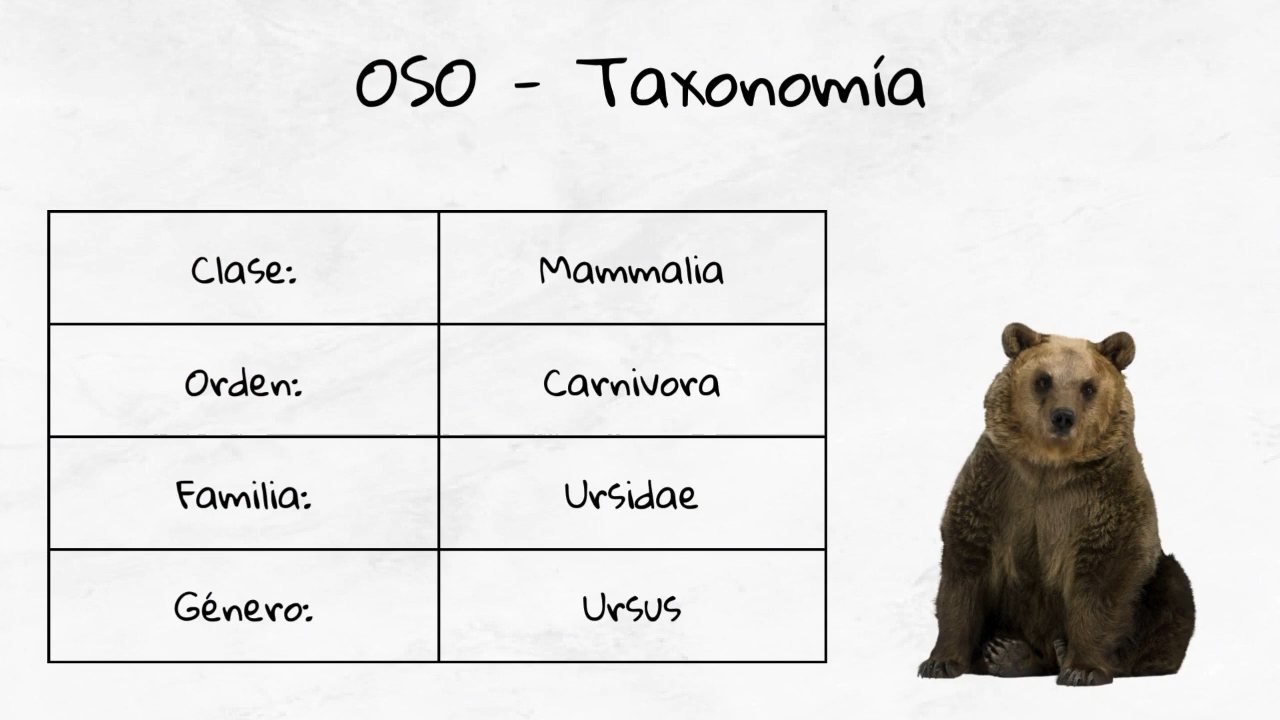 OSO - Taxonomía
Clase: Mammalia
Orden: Carnivora
Familia: Ursidae
Género: Ursus